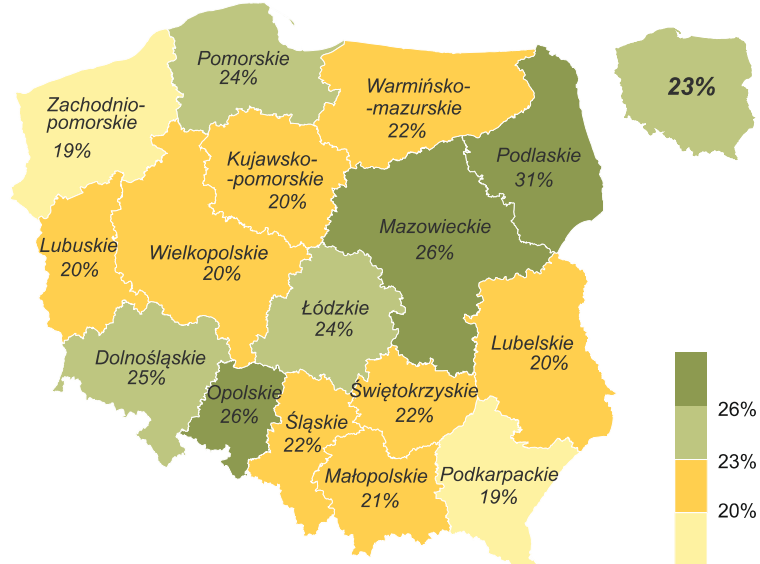 Pomorskie
24%
Zachodnio-
pomorskie
19%
Warmińsko-
-mazurskie
22%
23%
Kujawsko-
-pomorskie
20%
Podlaskie
31%
Mazowieckie
26%
Lubuskie
20%
Wielkopolskie
20%
Łódzkie
24%
Lubelskie
20%
Dolnośląskie
25%
Opolskie
26%
Świętokrzyskie
22%
Śląskie
22%
Małopolskie
21%
Podkarpackie
19%
26%
23%
20%